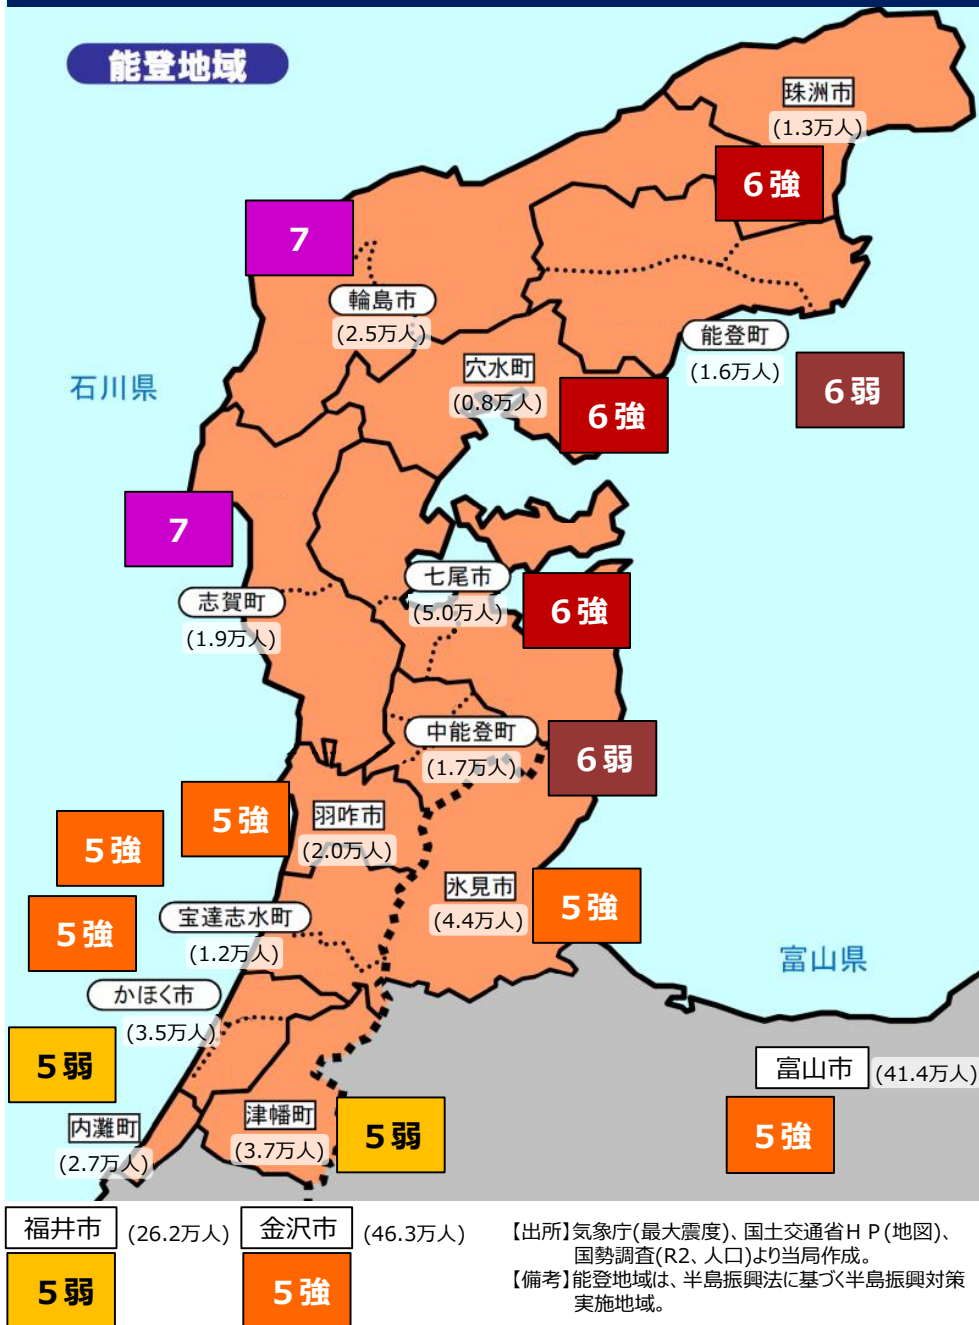 能登地域
珠洲市
(1.3万人)
6強
7
輪島市
(2.5万人)
能登町
(1.6万人)
6弱
石川県
穴水町
(0.8万人)
6強
7
志賀町
(1.9万人)
七尾市
(5.0万人)
6強
中能登町
(1.7万人)
6弱
5強
羽咋市
(2.0万人)
5強
5強
宝達志水町
(1.2万人)
氷見市
(4.4万人)
5強
富山県
かほく市
(3.5万人)
5弱
内灘町
(2.7万人)
津幡町
(3.7万人)
5弱
富山市 (41.4万人)
5強
福井市 (26.2万人)
5弱
金沢市 (46.3万人)
5強
【出所】気象庁(最大震度)、国土交通省ＨＰ(地図)、
国勢調査(R2、人口)より当局作成。
【備考】能登地域は、半島振興法に基づく半島振興対策
実施地域。